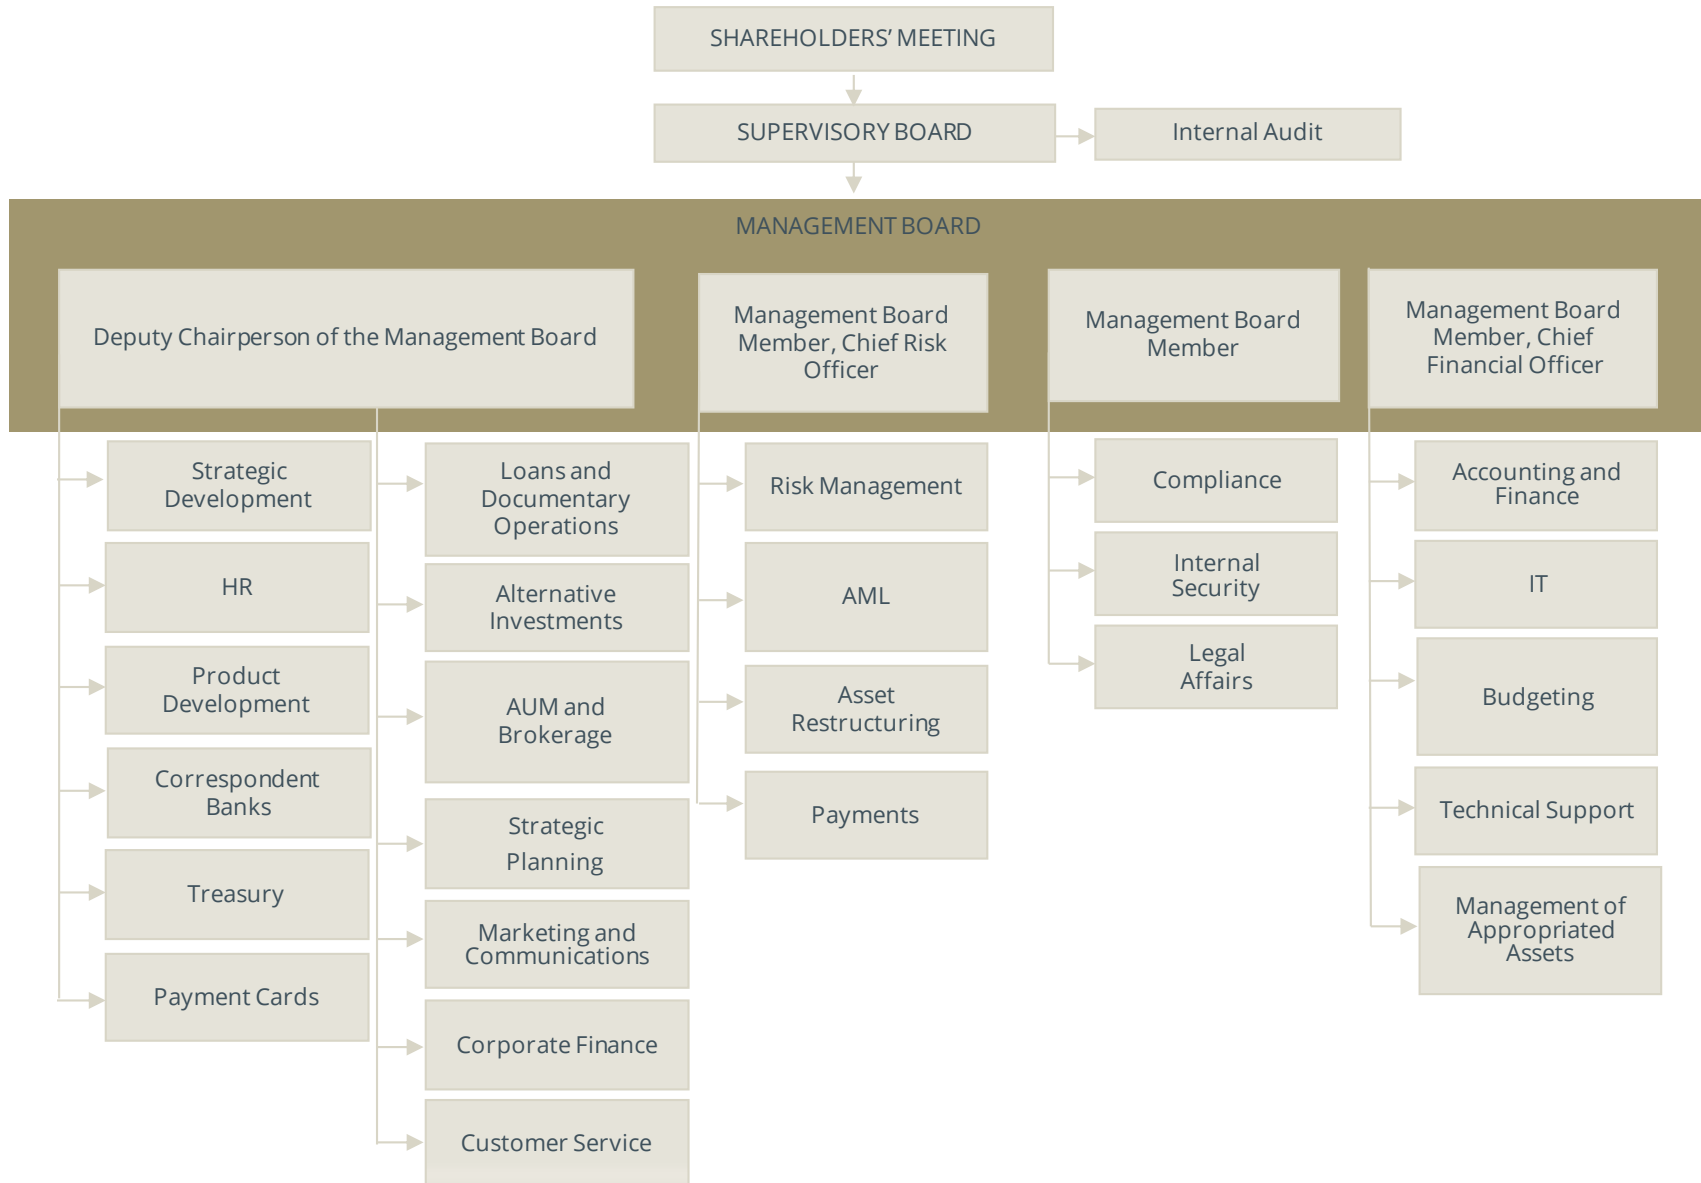 SHAREHOLDERS’ MEETING
SUPERVISORY BOARD
Internal Audit
MANAGEMENT BOARD
Deputy Chairperson of the Management Board
Management Board
Member, Chief Risk
Officer
Management Board
Member
Management Board
Member, Chief
Financial Officer
Strategic
Development
HR
Product
Development
Correspondent
Banks
Treasury
Payment Cards
Loans and
Documentary
Operations
Alternative
Investments
AUM and
Brokerage
Strategic
Planning
Marketing and
Communications
Corporate Finance
Customer Service
Risk Management
AML
Asset
Restructuring
Payments
Compliance
Internal
Security
Legal
Affairs
Accounting and
Finance
IT
Budgeting
Technical Support
Management of
Appropriated
Assets